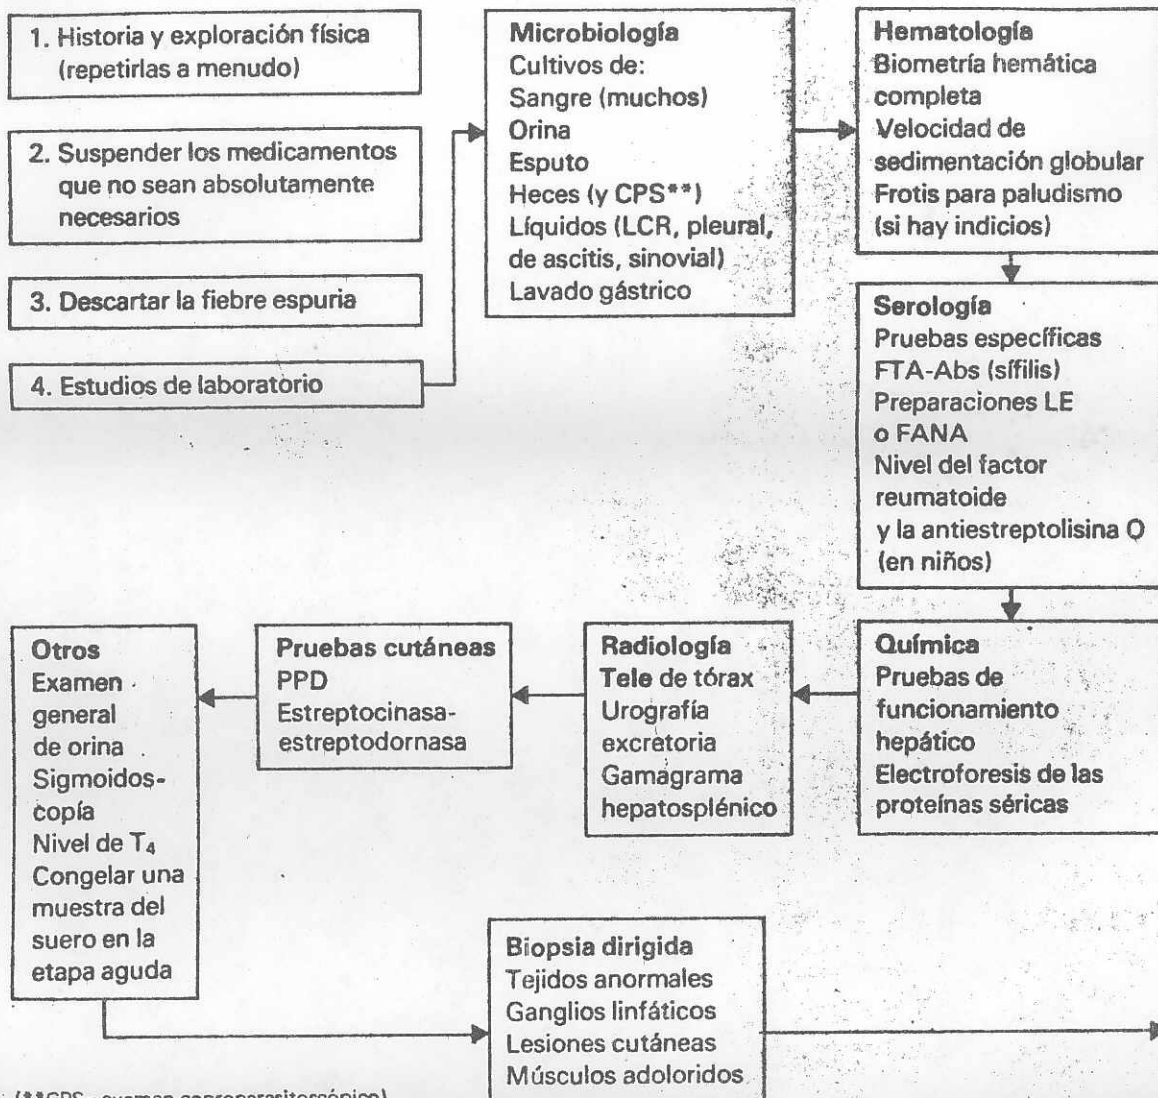 1. Historia y exploración física
(repetirlas a menudo)
2. Suspender los medicamentos
que no sean absolutamente
necesarios
3. Descartar la fiebre espuria
4. Estudios de laboratorio
Microbiología
Cultivos de:
Sangre (muchos)
Orina
Esputo
Heces (y CPS**)
Líquidos (LCR, pleural,
de ascitis, sinovial)
Lavado gástrico
Hematología
Biometría hemática
completa
Velocidad de
sedimentación globular
Frotis para paludismo
(si hay indicios)
Serología
Pruebas específicas
FTA-Abs (sífilis)
Preparaciones LE
o FANA
Nivel del factor
reumatoide
y la antiestreptolisina O
(en niños)
Química
Pruebas de
funcionamiento
hepático
Electroforesis de las
proteínas séricas
Radiología
Tele de tórax
Urografía
excretoria
Gamagrama
hepatosplénico
Pruebas cutáneas
PPD
Estreptocinasa-
estreptodornasa
Otros
Examen
general
de orina
Sigmoidos-
copía
Nivel de T₄
Congelar una
muestra del
suero en la
etapa aguda
Biopsia dirigida
Tejidos anormales
Ganglios linfáticos
Lesiones cutáneas
Músculos adoloridos
(**CPS examen coproparasitoscópico)